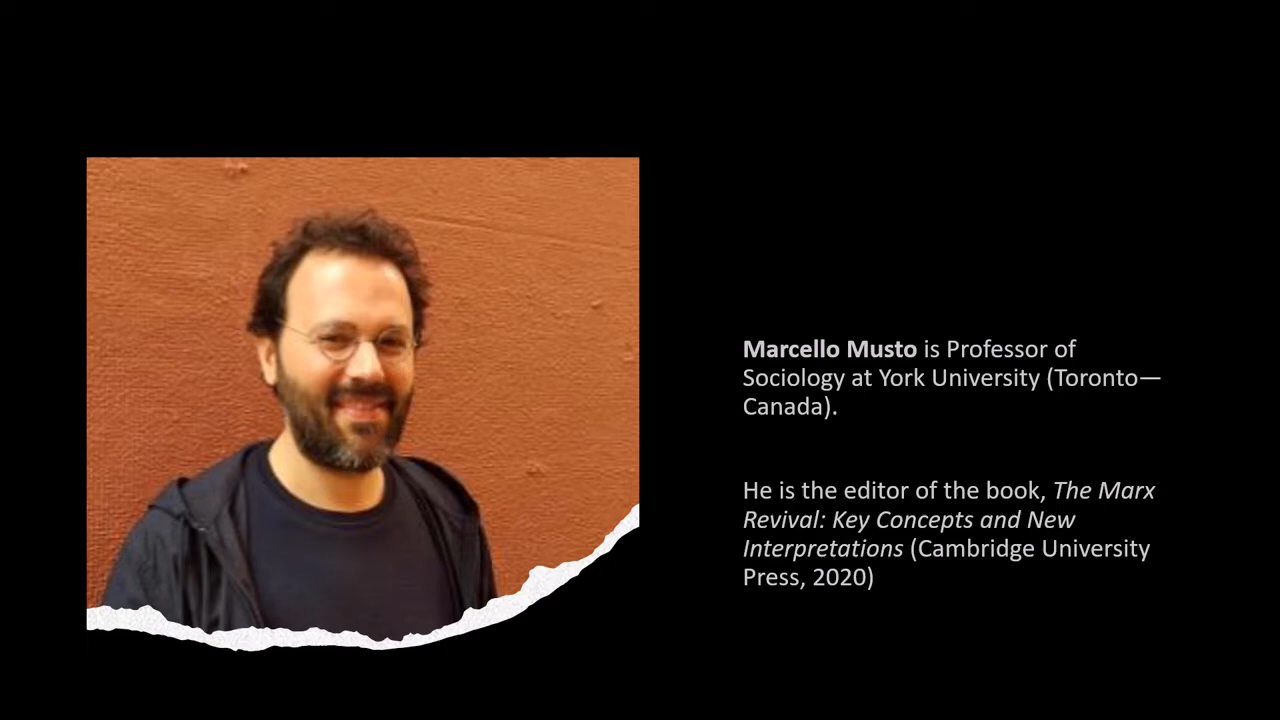 Marcello Musto is Professor of
Sociology at York University (Toronto—
Canada).
He is the editor of the book, The Marx
Revival: Key Concepts and New
Interpretations (Cambridge University
Press, 2020)